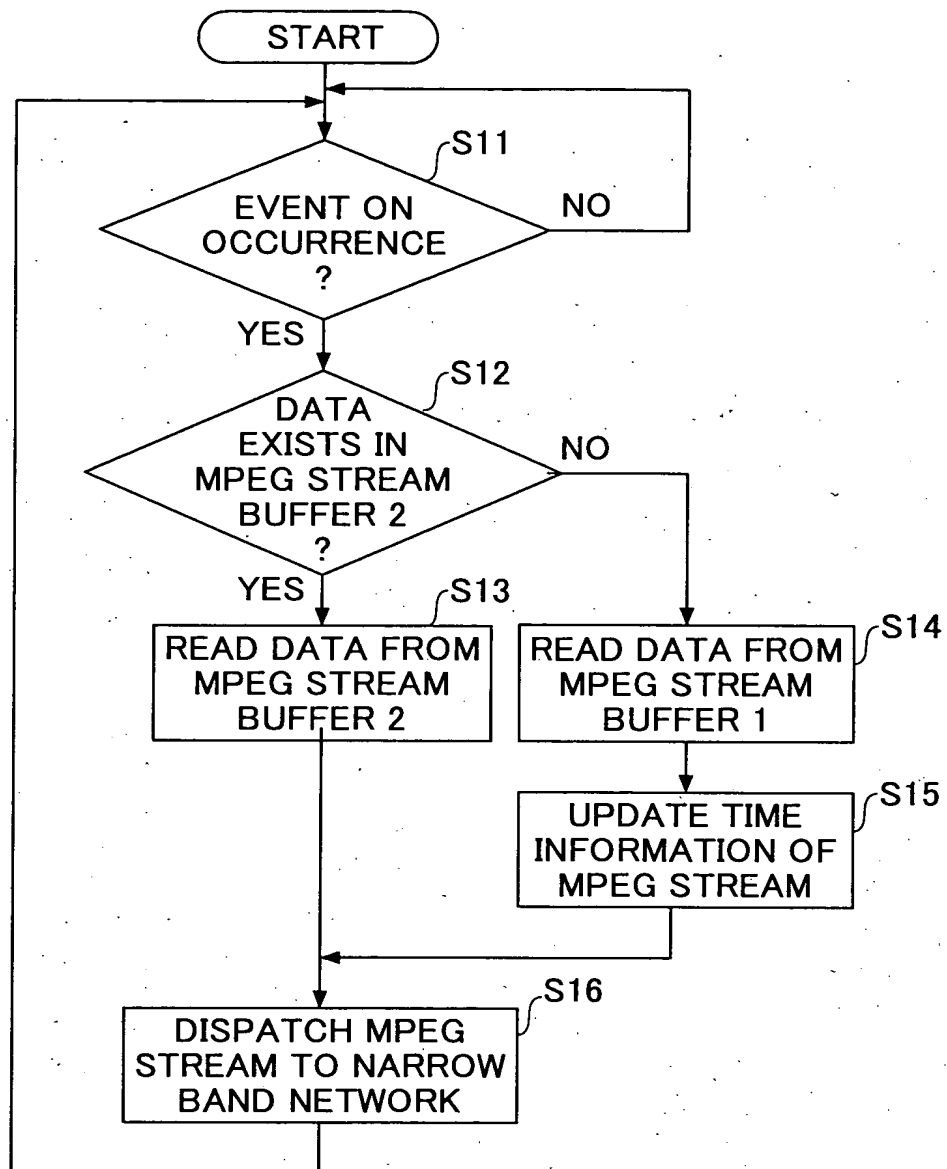 START
S11
EVENT ON
OCCURRENCE
?
NO
YES
S12
DATA
EXISTS IN
MPEG STREAM
BUFFER 2
?
NO
YES
S13
READ DATA FROM
MPEG STREAM
BUFFER 2
S14
READ DATA FROM
MPEG STREAM
BUFFER 1
S15
UPDATE TIME
INFORMATION OF
MPEG STREAM
S16
DISPATCH MPEG
STREAM TO NARROW
BAND NETWORK